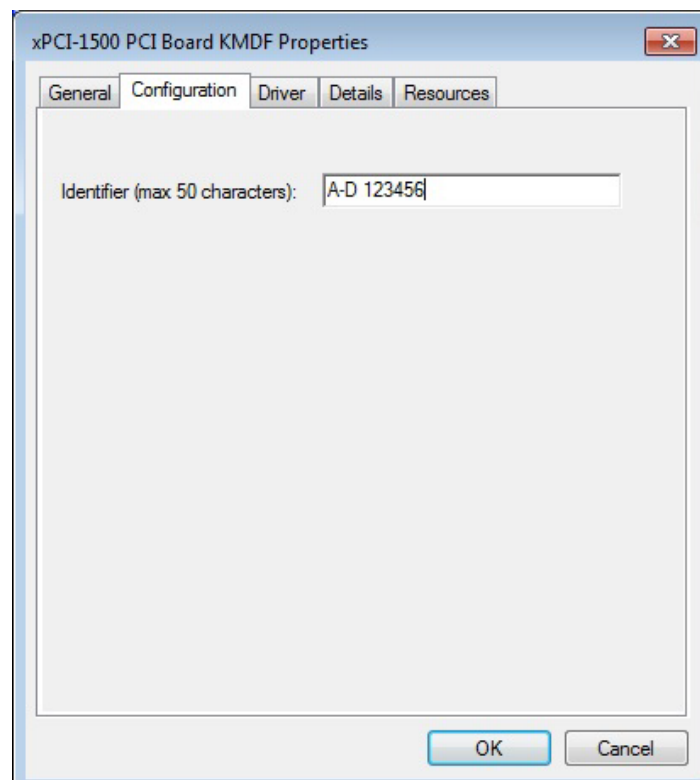 xPCI-1500 PCI Board KMDF Properties
General Configuration Driver Details Resources
Identifier (max 50 characters): A-D 123456
OK Cancel